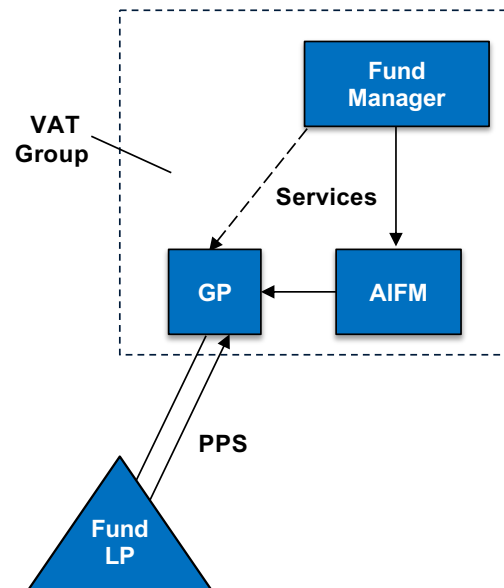 Fund
Manager
VAT
Group
Services
GP
AIFM
PPS
Fund
LP